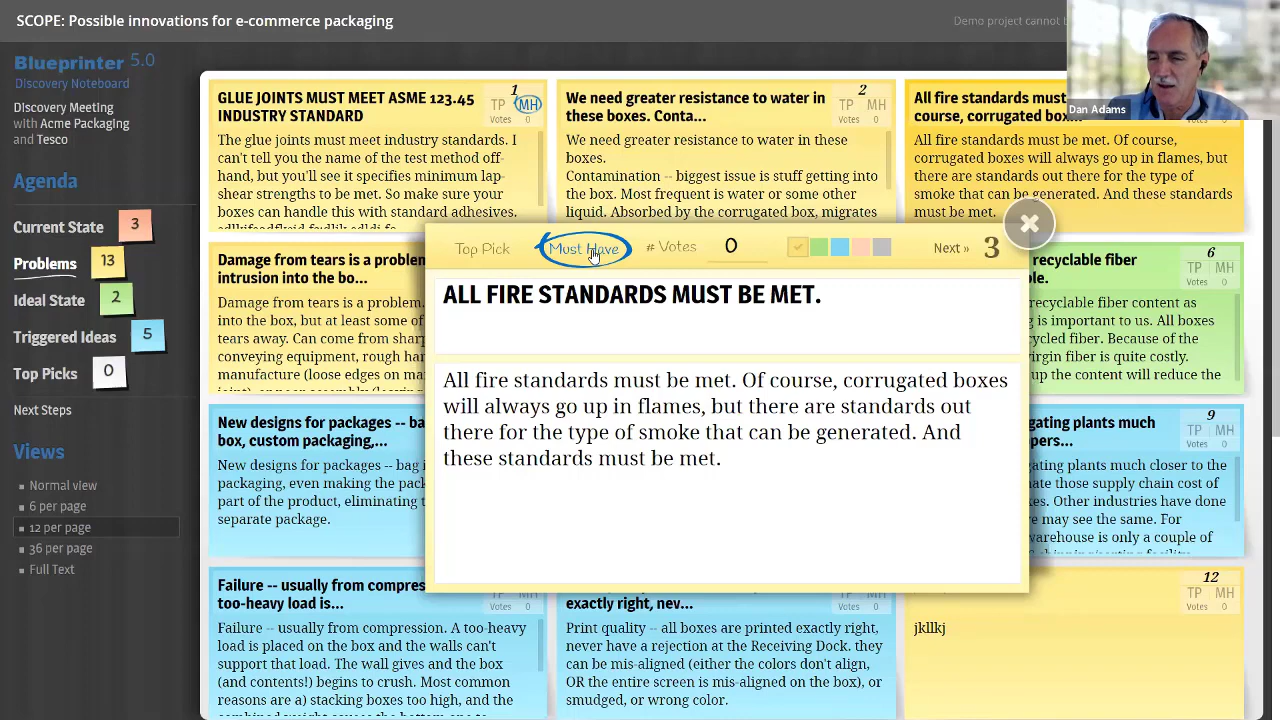 SCOPE: Possible innovations for e-commerce packaging
Demo project cannot b
Dan Adams
Blueprinter 5.0
Discovery Noteboard
Discovery Meeting
with Acme Packaging
and Tesco
Agenda
Current State 3
Problems 13
Ideal State 2
Triggered Ideas 5
Top Picks 0
Next Steps
Views
Normal view
6 per page
12 per page
36 per page
Full Text
GLUE JOINTS MUST MEET ASME 123.45
INDUSTRY STANDARD
1
TP MH
Votes 0
The glue joints must meet industry standards. I
can't tell you the name of the test method off-
hand, but you'll see it specifies minimum lap-
shear strengths to be met. So make sure your
boxes can handle this with standard adhesives.
We need greater resistance to water in
these boxes. Conta...
2
TP MH
Votes 0
We need greater resistance to water in these
boxes.
Contamination -- biggest issue is stuff getting into
the box. Most frequent is water or some other
liquid. Absorbed by the corrugated box, migrates
All fire standards must
course, corrugated box
All fire standards must be met. Of course,
corrugated boxes will always go up in flames, but
there are standards out there for the type of
smoke that can be generated. And these standards
must be met.
Top Pick
Must Have
# Votes 0
Next »
3
ALL FIRE STANDARDS MUST BE MET.
All fire standards must be met. Of course, corrugated boxes
will always go up in flames, but there are standards out
there for the type of smoke that can be generated. And
these standards must be met.
Damage from tears is a problem
intrusion into the bo...
Damage from tears is a problem.
into the box, but at least some of
tears away. Can come from sharp
conveying equipment, rough han
manufacture (loose edges on mar
recyclable fiber
le.
6
TP MH
Votes 0
recyclable fiber content as
g is important to us. All boxes
ycled fiber. Because of the
virgin fiber is quite costly.
up the content will reduce the
New designs for packages -- ba
box, custom packaging,...
New designs for packages -- bag i
packaging, even making the pack
part of the product, eliminating t
separate package.
gating plants much
pers...
9
TP MH
Votes 0
gating plants much closer to the
nate those supply chain cost of
es. Other industries have done
e may see the same. For
warehouse is only a couple of
Failure -- usually from compress
too-heavy load is...
TP MH
Votes 0
Failure -- usually from compression. A too-heavy
load is placed on the box and the walls can't
support that load. The wall gives and the box
(and contents!) begins to crush. Most common
reasons are a) stacking boxes too high, and the
exactly right, nev...
TP MH
Votes 0
Print quality -- all boxes are printed exactly right,
never have a rejection at the Receiving Dock. they
can be mis-aligned (either the colors don't align,
OR the entire screen is mis-aligned on the box), or
smudged, or wrong color.
12
TP MH
Votes 0
jkllkj